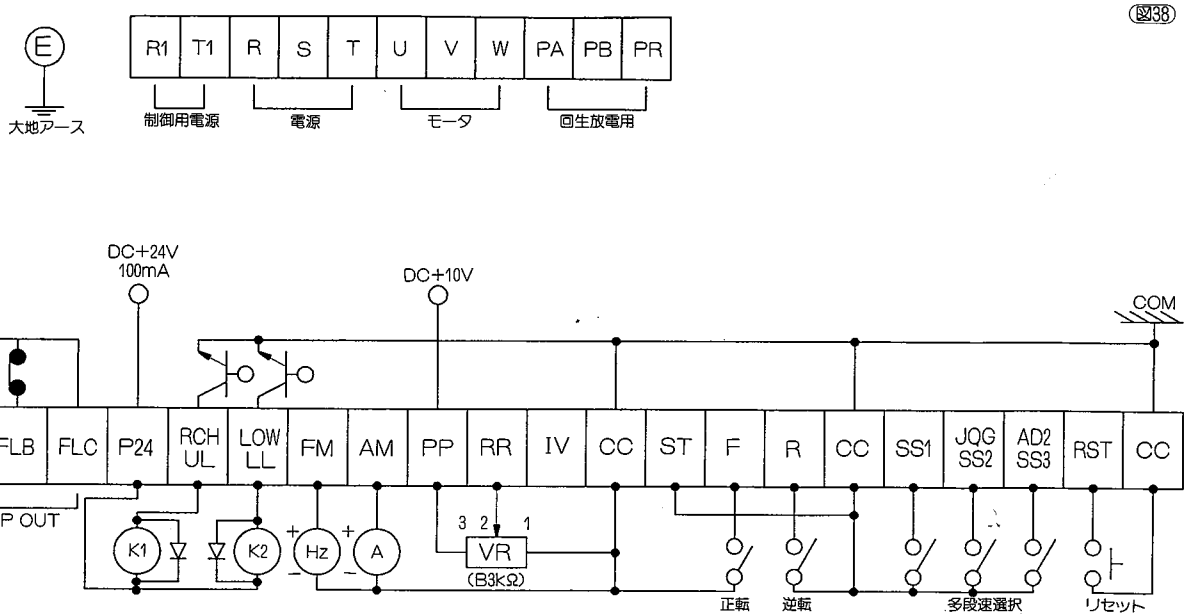 図38
E
大地アース
R1 T1 R S T U V W PA PB PR
制御用電源 電源 モータ 回生放電用
DC+24V
100mA
DC+10V
COM
FLB FLC P24 RCH UL LOW LL FM AM PP RR IV CC ST F R CC SS1 JOG SS2 AD2 SS3 RST CC
P OUT
K1 K2 + Hz − + A − 3 2 1
VR
(B3kΩ)
正転 逆転 多段速選択 リセット